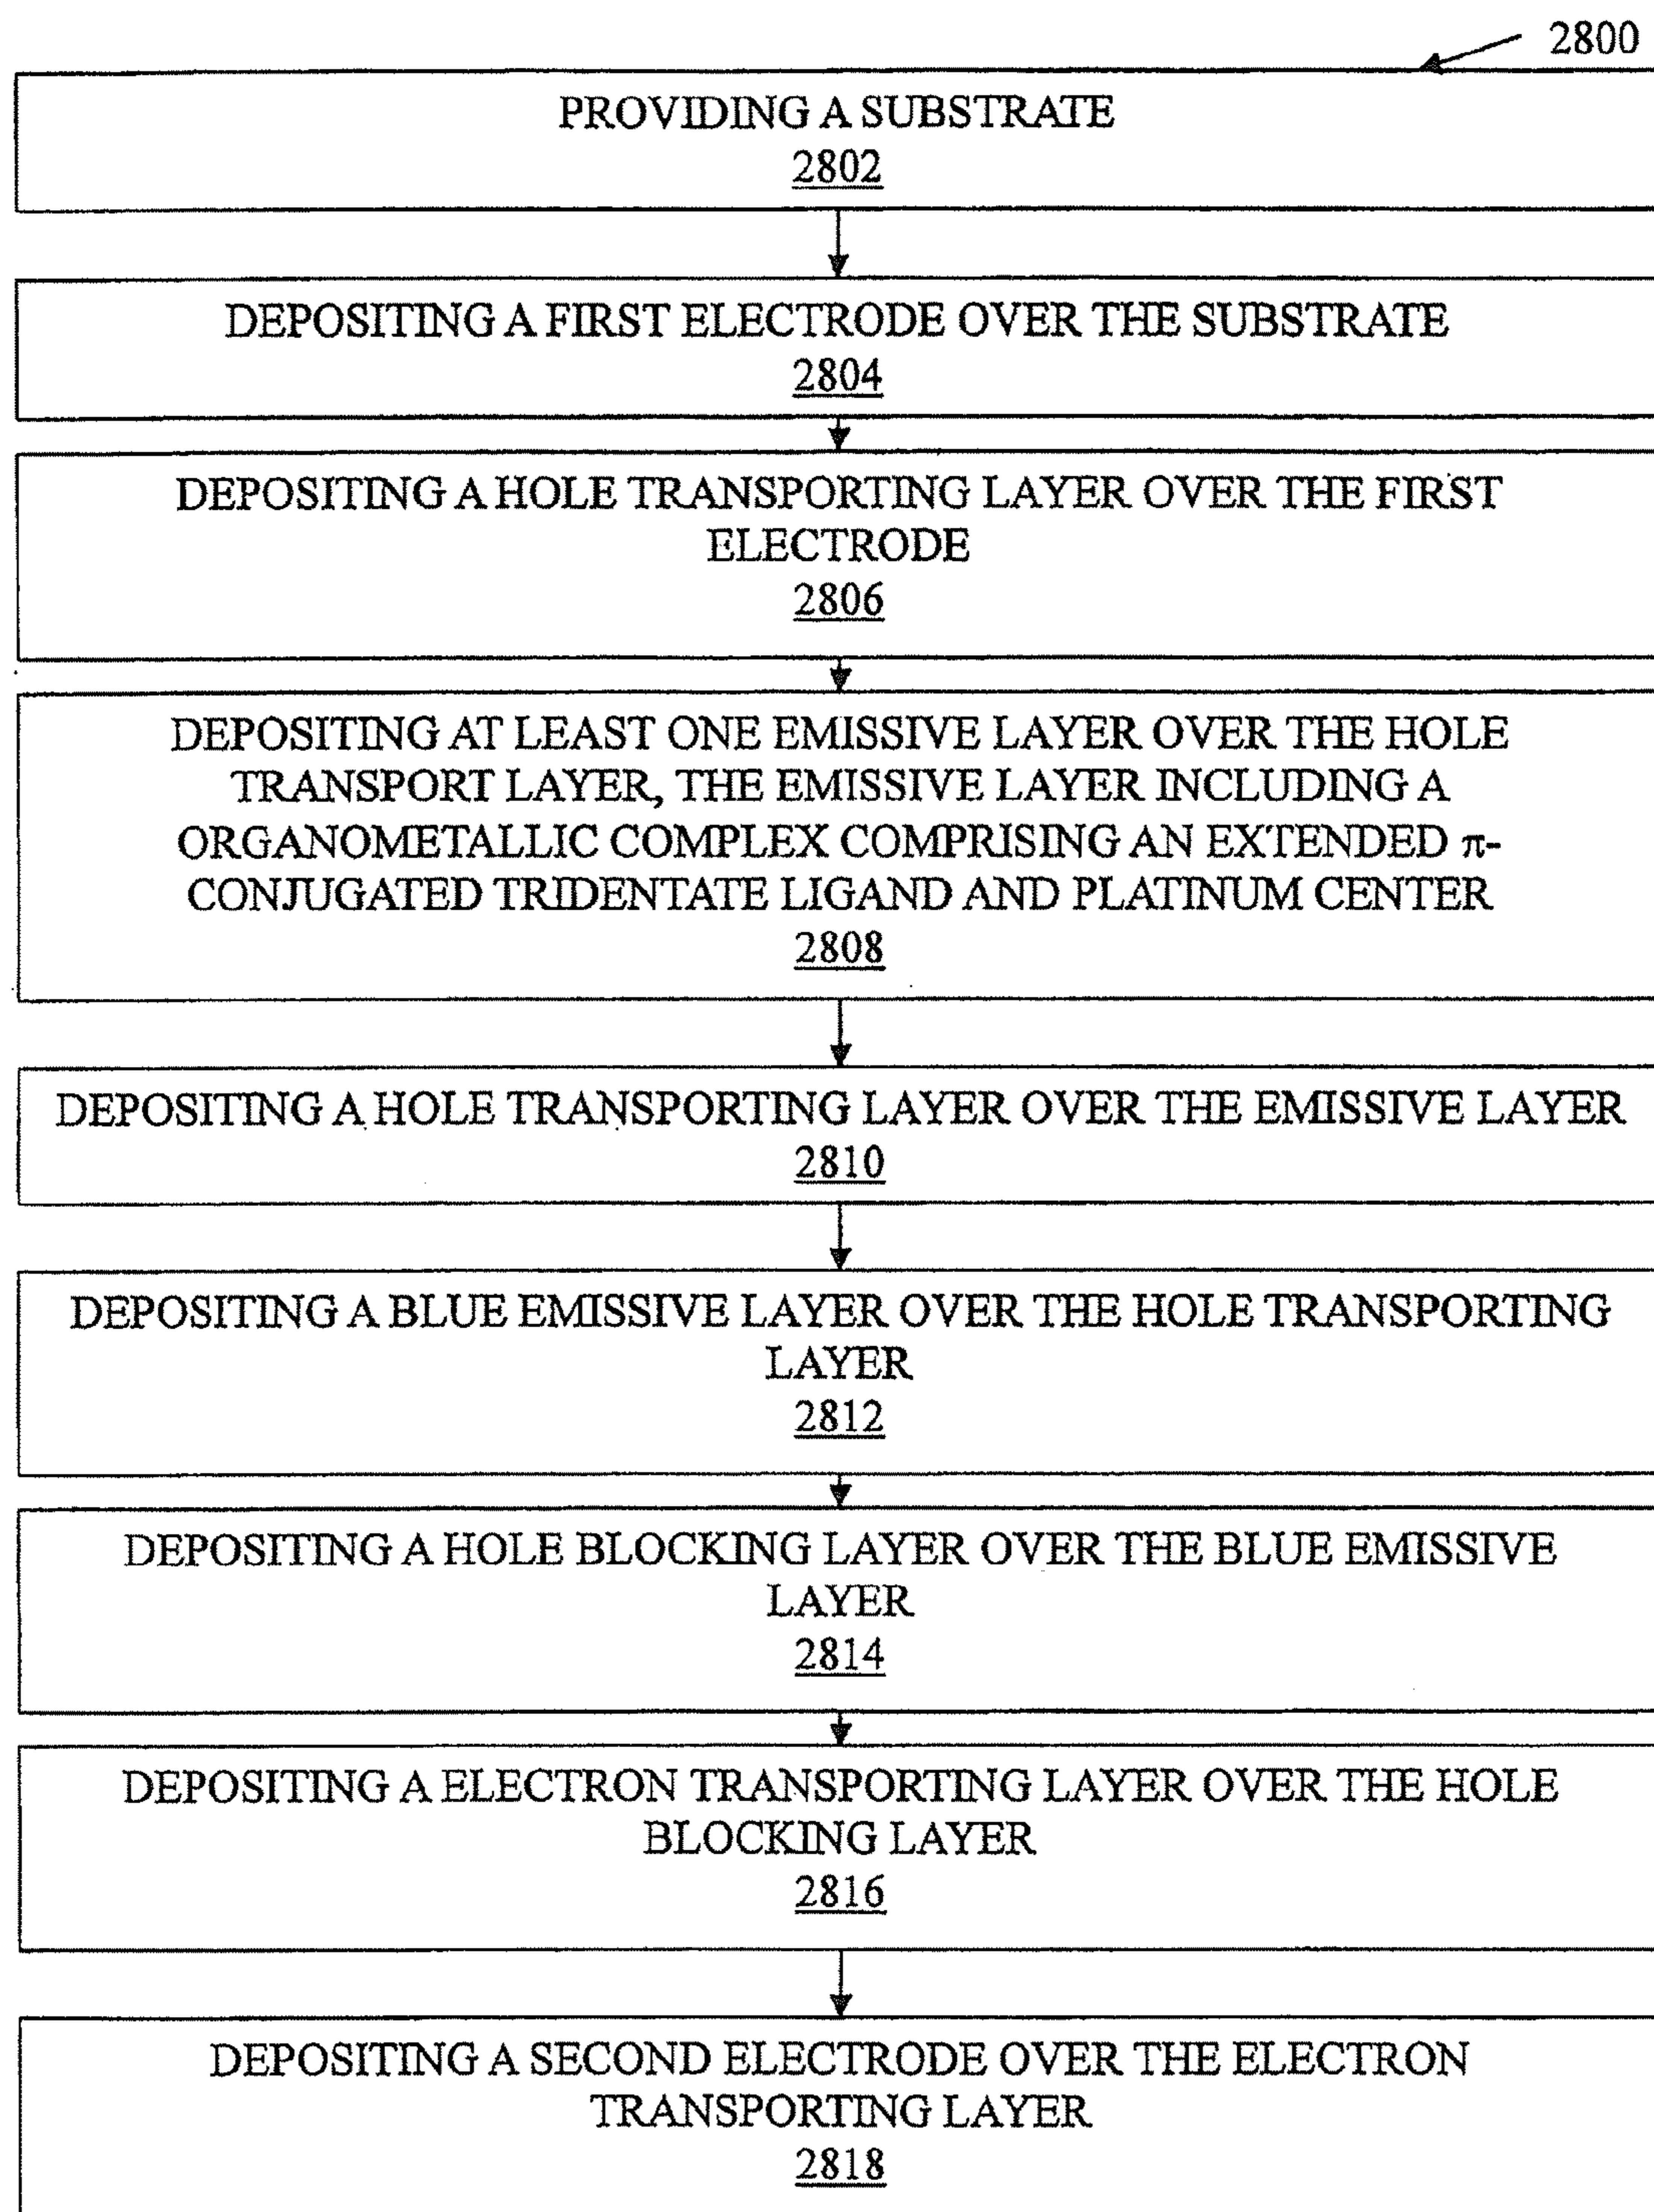 2800
PROVIDING A SUBSTRATE
2802
DEPOSITING A FIRST ELECTRODE OVER THE SUBSTRATE
2804
DEPOSITING A HOLE TRANSPORTING LAYER OVER THE FIRST
ELECTRODE
2806
DEPOSITING AT LEAST ONE EMISSIVE LAYER OVER THE HOLE
TRANSPORT LAYER, THE EMISSIVE LAYER INCLUDING A
ORGANOMETALLIC COMPLEX COMPRISING AN EXTENDED π-
CONJUGATED TRIDENTATE LIGAND AND PLATINUM CENTER
2808
DEPOSITING A HOLE TRANSPORTING LAYER OVER THE EMISSIVE LAYER
2810
DEPOSITING A BLUE EMISSIVE LAYER OVER THE HOLE TRANSPORTING
LAYER
2812
DEPOSITING A HOLE BLOCKING LAYER OVER THE BLUE EMISSIVE
LAYER
2814
DEPOSITING A ELECTRON TRANSPORTING LAYER OVER THE HOLE
BLOCKING LAYER
2816
DEPOSITING A SECOND ELECTRODE OVER THE ELECTRON
TRANSPORTING LAYER
2818